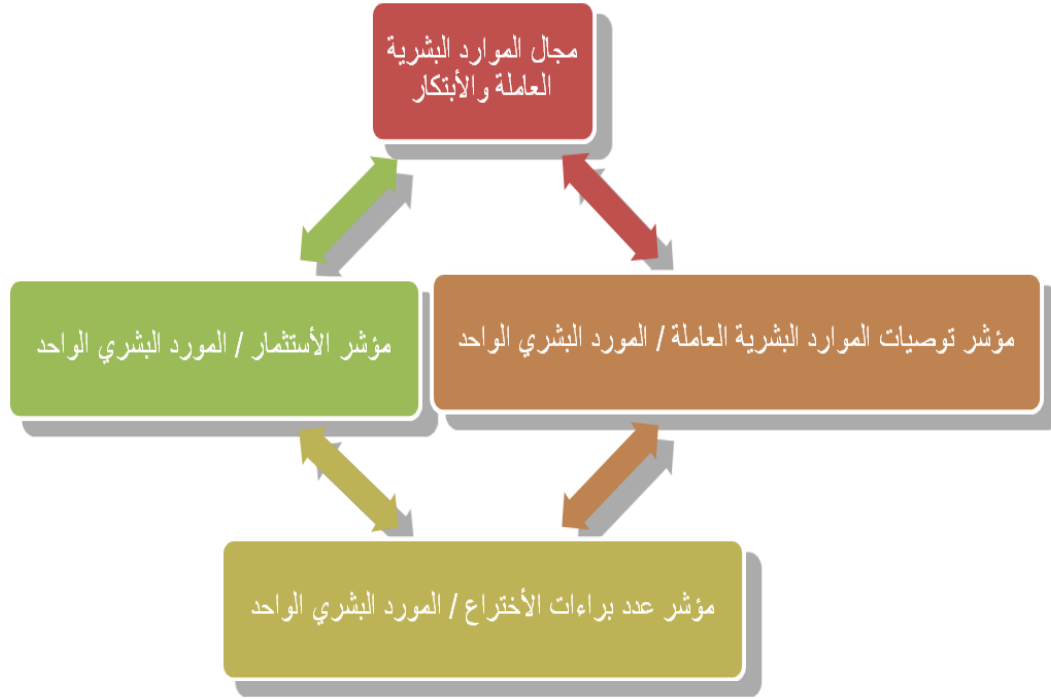 مجال الموارد البشرية
العاملة والأبتكار
مؤشر توصيات الموارد البشرية العاملة / المورد البشري الواحد
مؤشر الأستثمار / المورد البشري الواحد
مؤشر عدد براءات الأختراع / المورد البشري الواحد